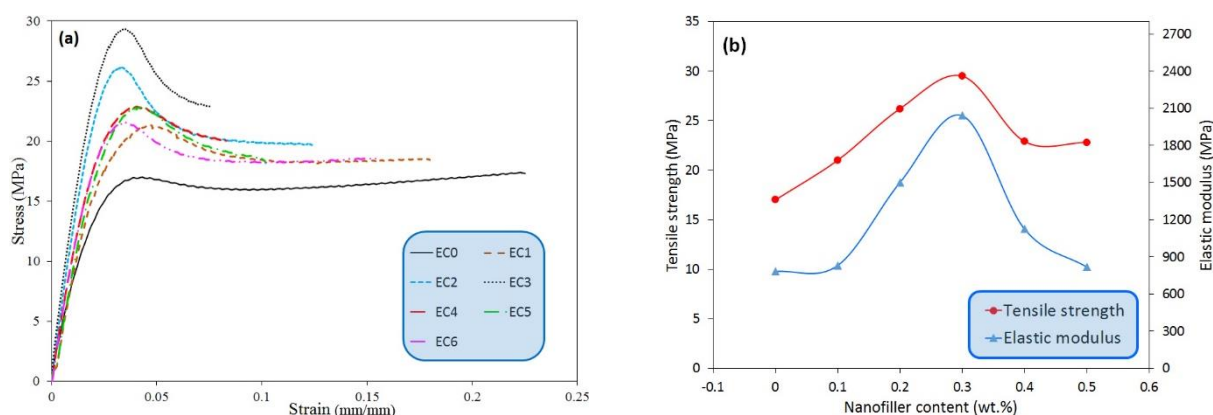 (a)
30
25
20
15
10
5
0
Stress (MPa)
0
0.05
0.1
0.15
0.2
0.25
Strain (mm/mm)
EC0
EC1
EC2
EC3
EC4
EC5
EC6
(b)
35
30
25
20
15
10
5
0
Tensile strength (MPa)
2700
2400
2100
1800
1500
1200
900
600
300
0
Elastic modulus (MPa)
-0.1
0
0.1
0.2
0.3
0.4
0.5
0.6
Nanofiller content (wt.%)
Tensile strength
Elastic modulus